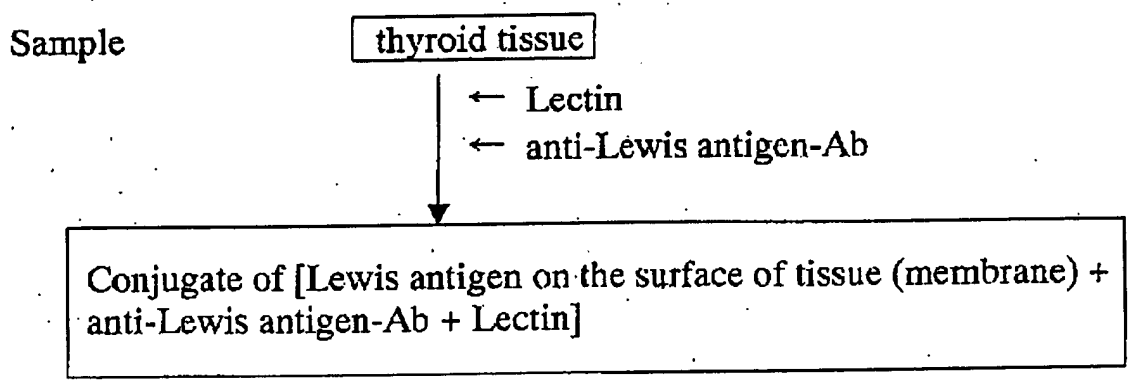 Sample thyroid tissue
← Lectin
← anti-Lewis antigen-Ab
Conjugate of [Lewis antigen on the surface of tissue (membrane) +
anti-Lewis antigen-Ab + Lectin]